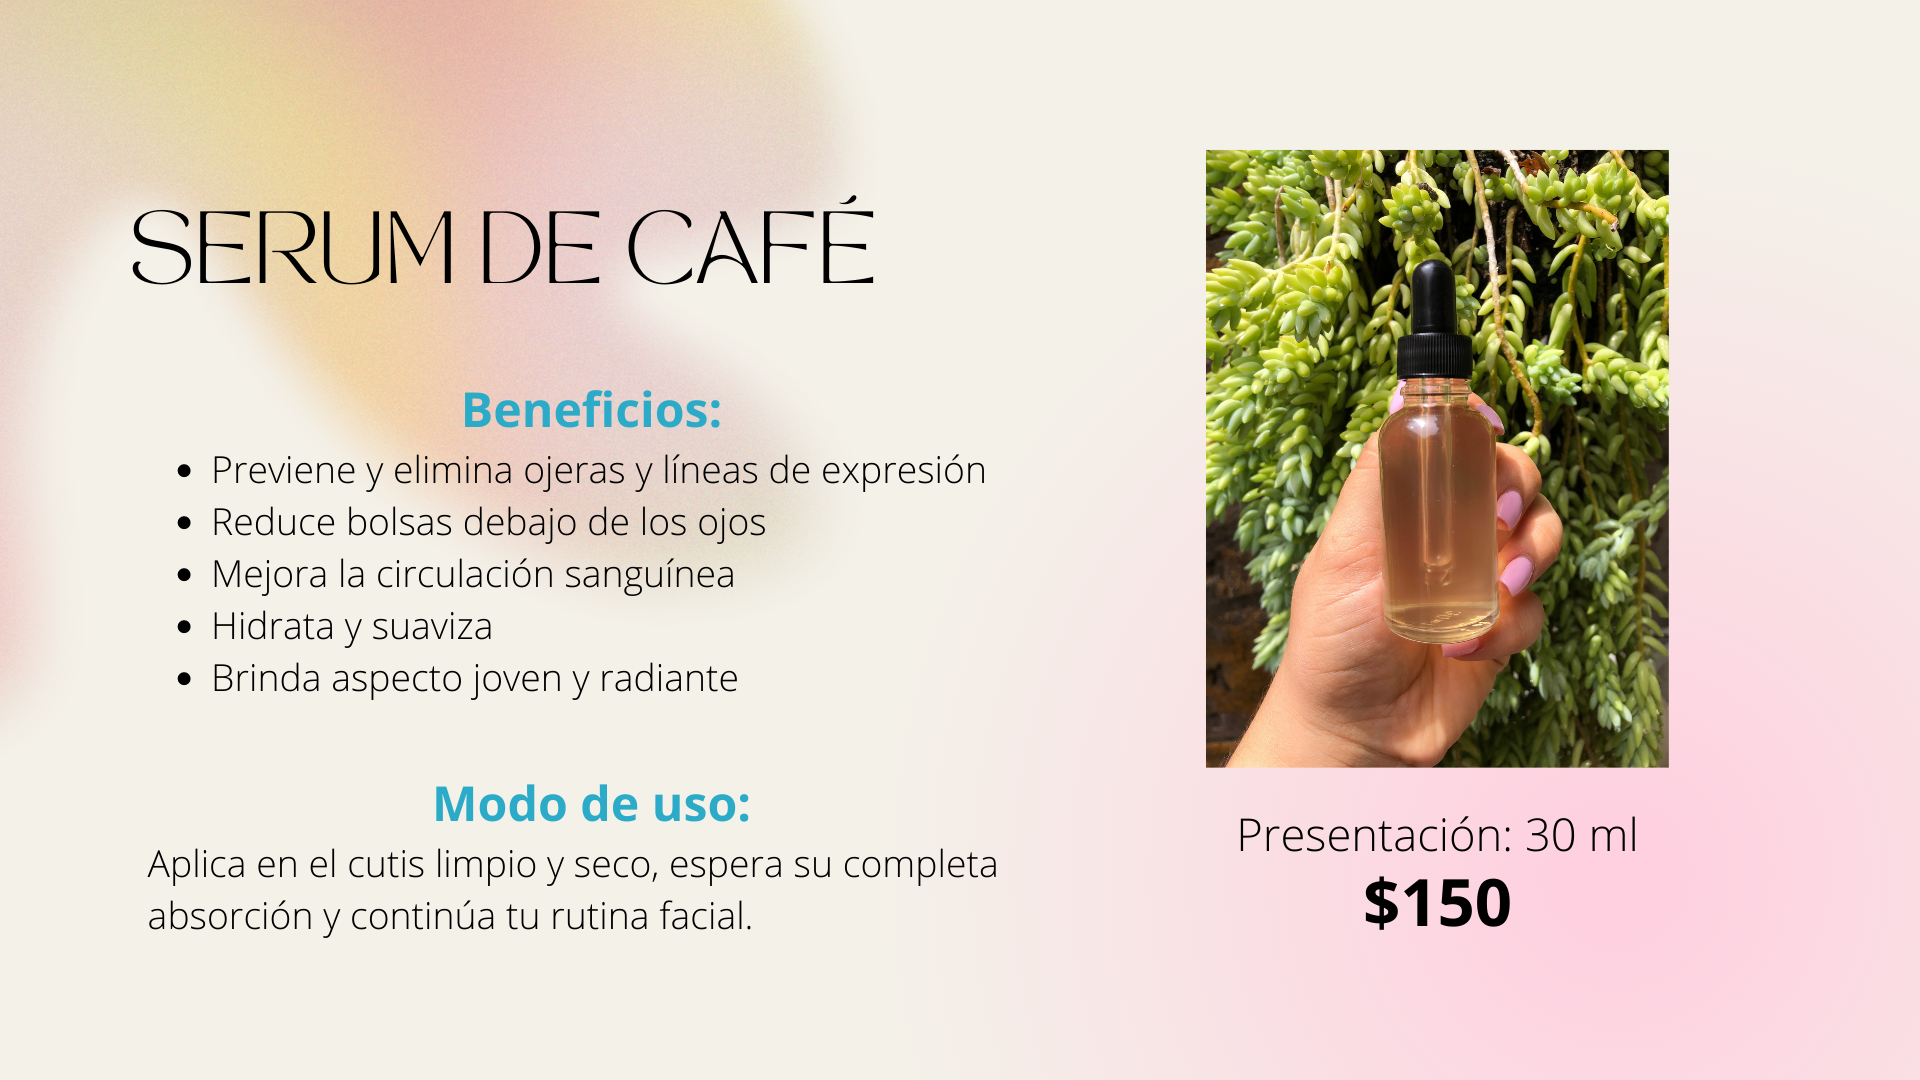 SERUM DE CAFÉ
Beneficios:
• Previene y elimina ojeras y líneas de expresión
• Reduce bolsas debajo de los ojos
• Mejora la circulación sanguínea
• Hidrata y suaviza
• Brinda aspecto joven y radiante
Modo de uso:
Aplica en el cutis limpio y seco, espera su completa
absorción y continúa tu rutina facial.
Presentación: 30 ml
$150